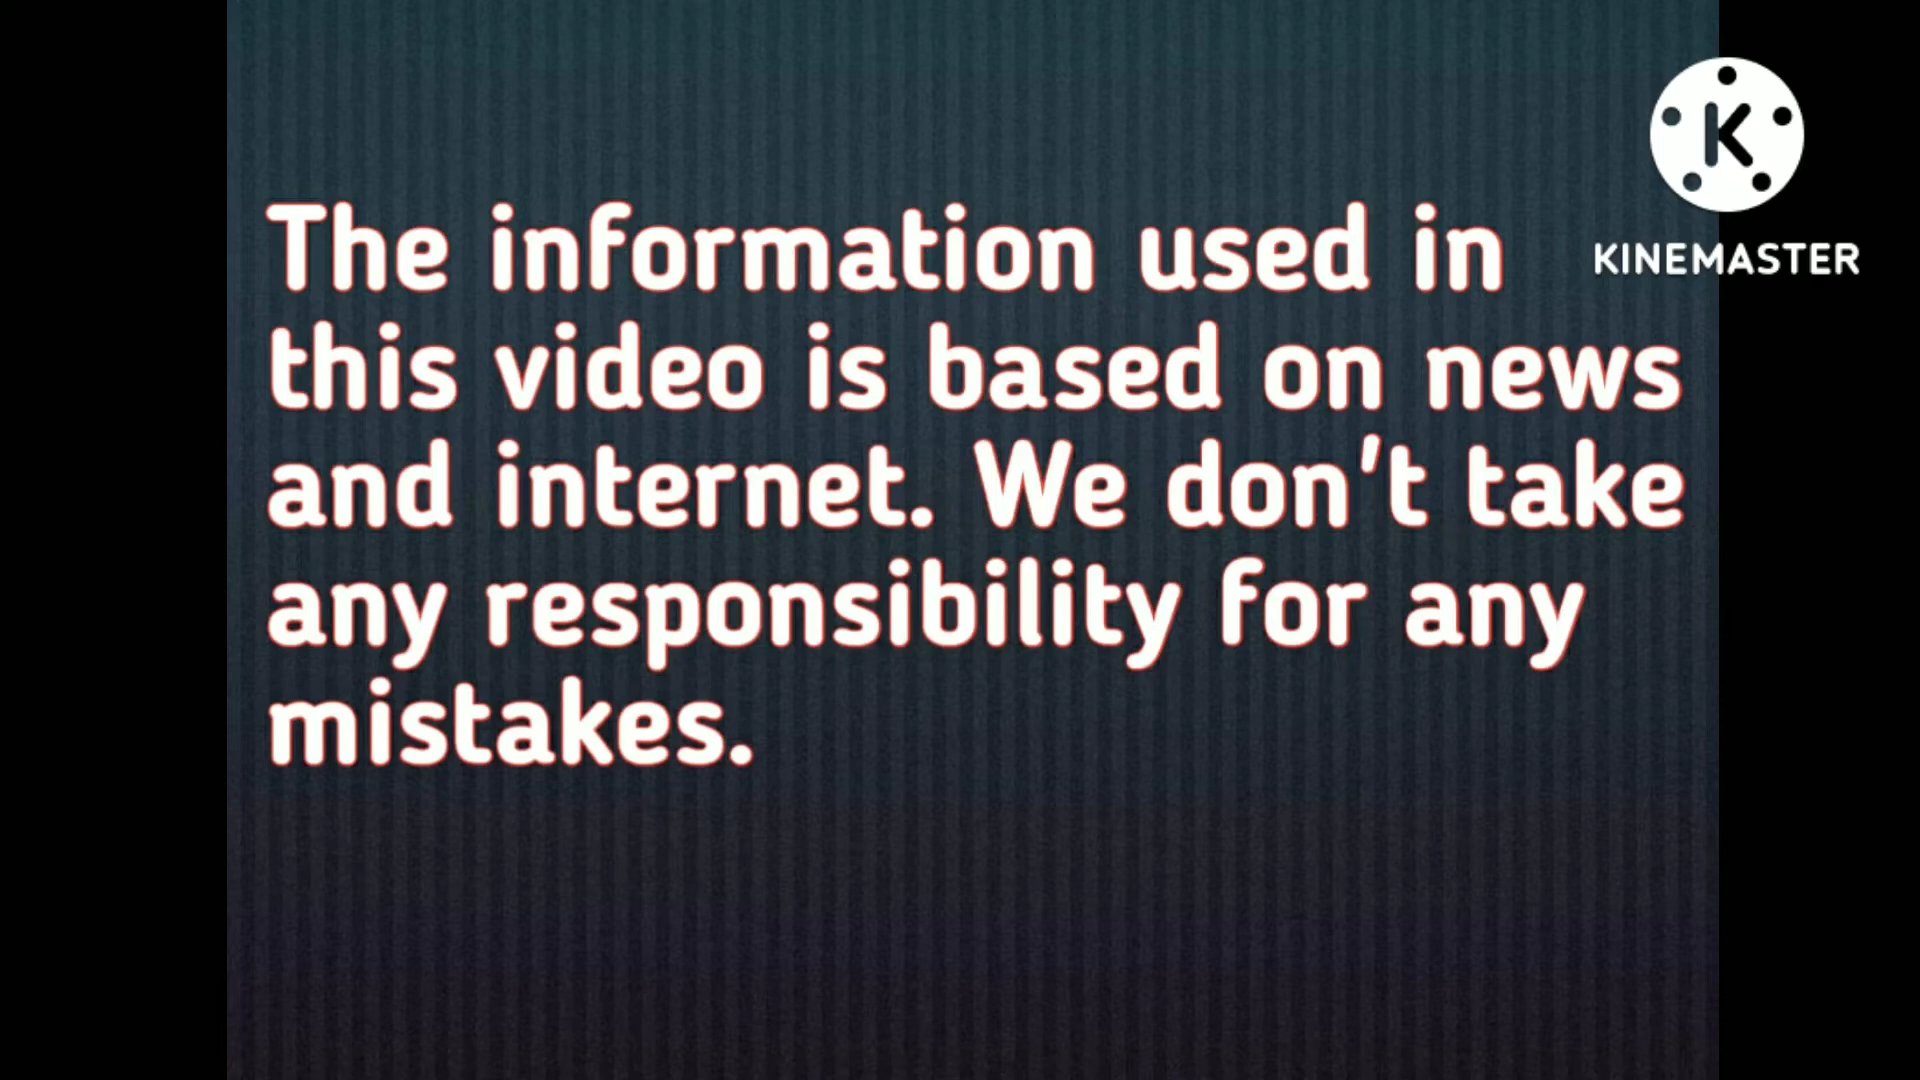 The information used in
this video is based on news
and internet. We don't take
any responsibility for any
mistakes.
K
KINEMASTER